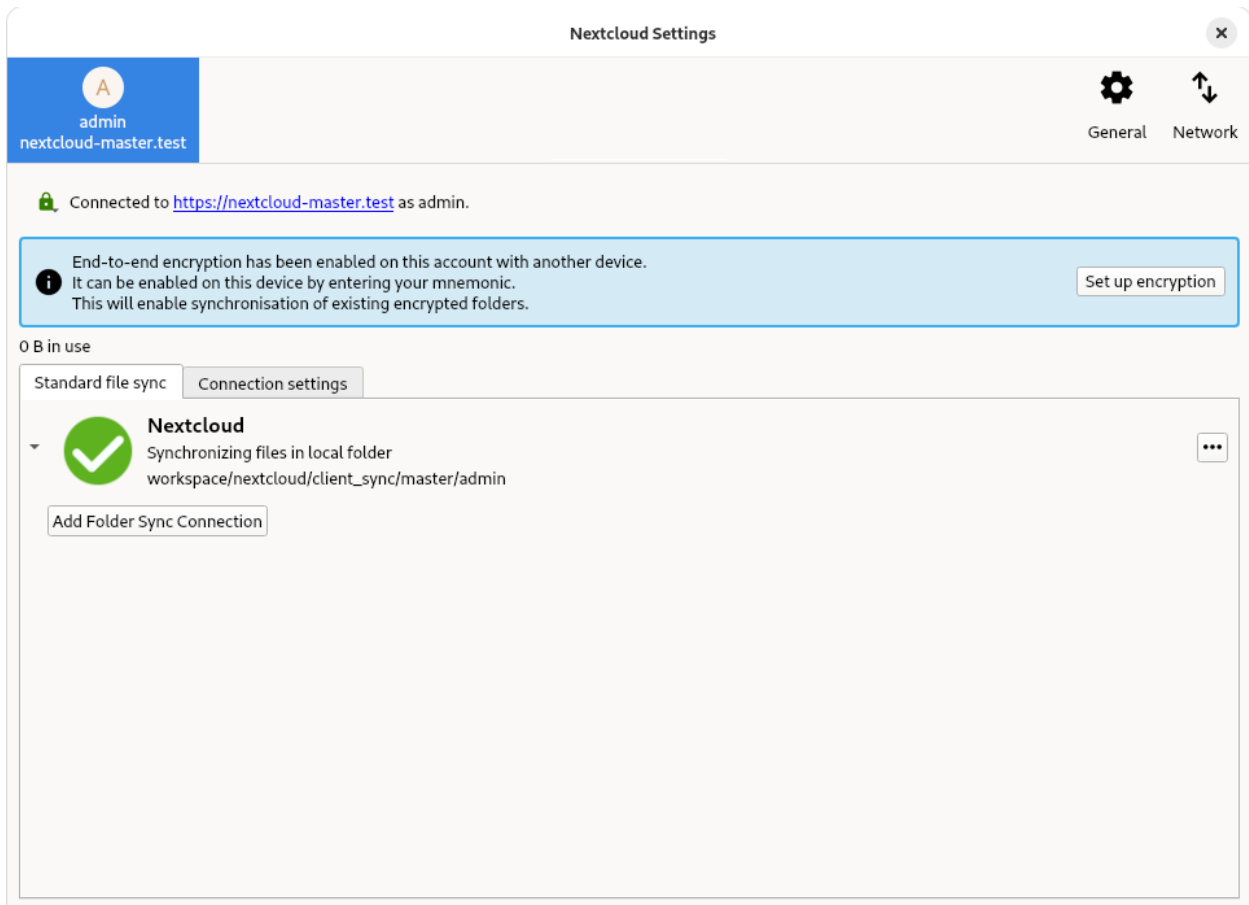 Nextcloud Settings
A
admin
nextcloud-master.test
General
Network
Connected to https://nextcloud-master.test as admin.
End-to-end encryption has been enabled on this account with another device.
It can be enabled on this device by entering your mnemonic.
This will enable synchronisation of existing encrypted folders.
Set up encryption
0 B in use
Standard file sync
Connection settings
Nextcloud
Synchronizing files in local folder
workspace/nextcloud/client_sync/master/admin
Add Folder Sync Connection